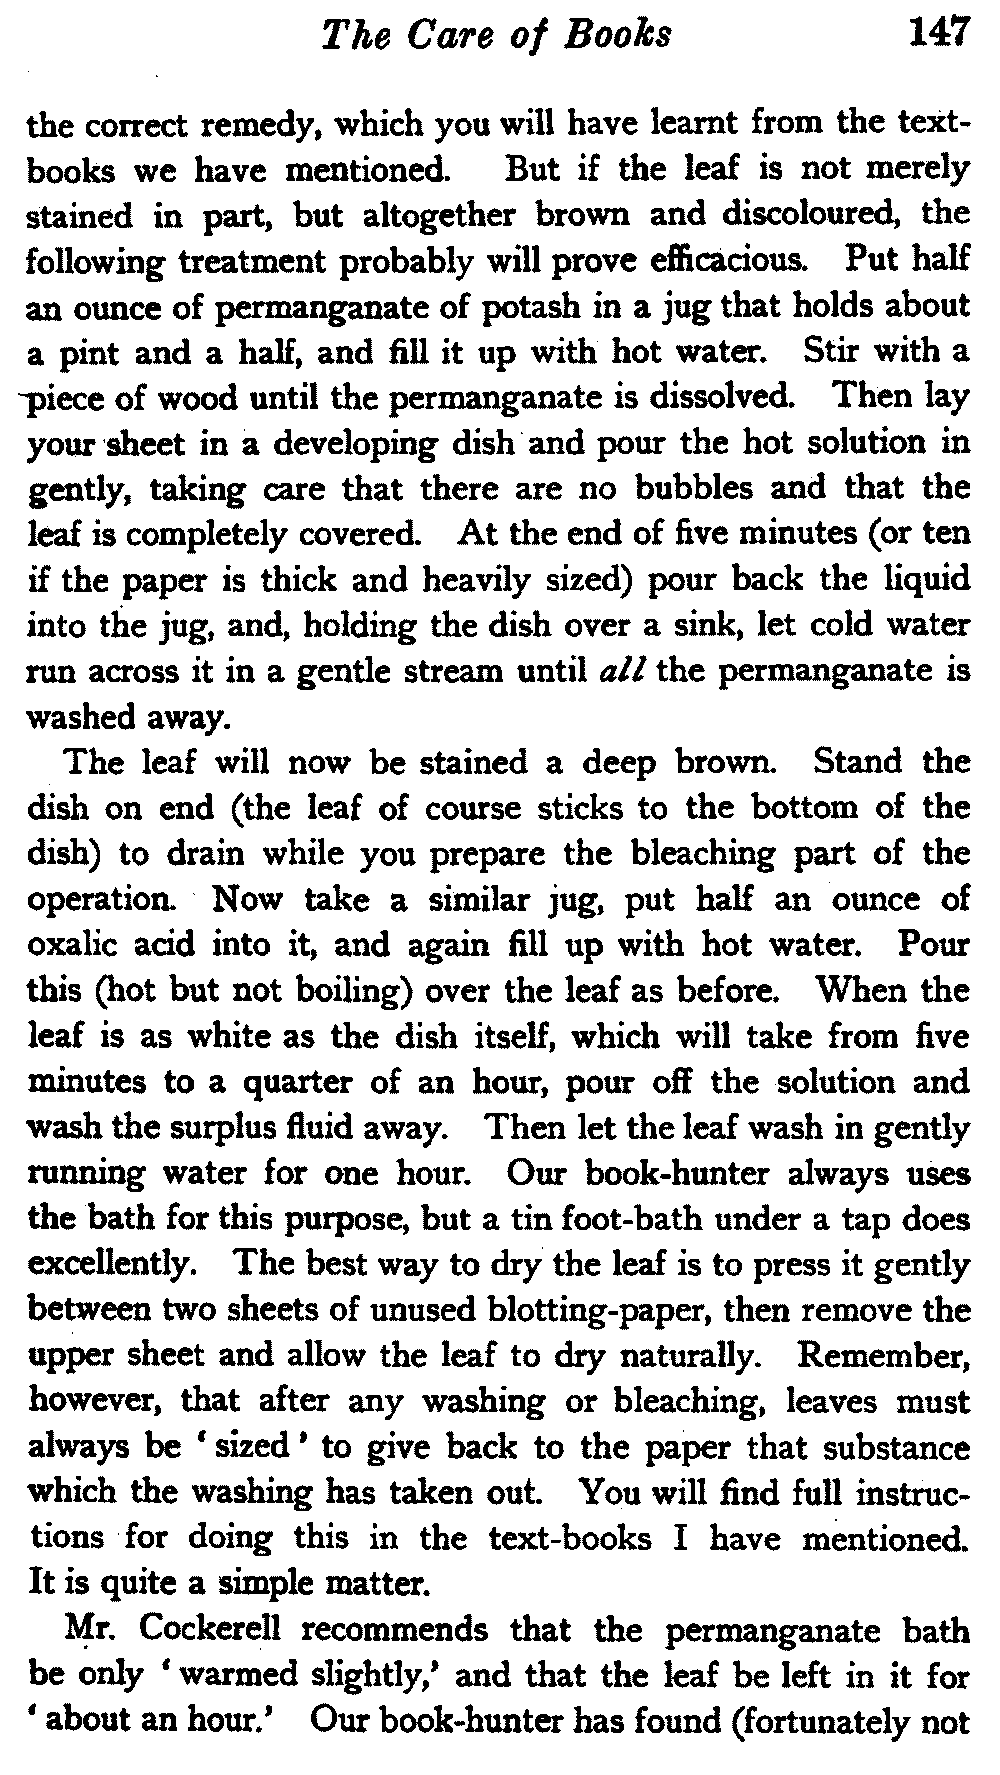 The Care of Books 147
the correct remedy, which you will have learnt from the text-
books we have mentioned. But if the leaf is not merely
stained in part, but altogether brown and discoloured, the
following treatment probably will prove efficacious. Put half
an ounce of permanganate of potash in a jug that holds about
a pint and a half, and fill it up with hot water. Stir with a
piece of wood until the permanganate is dissolved. Then lay
your sheet in a developing dish and pour the hot solution in
gently, taking care that there are no bubbles and that the
leaf is completely covered. At the end of five minutes (or ten
if the paper is thick and heavily sized) pour back the liquid
into the jug, and, holding the dish over a sink, let cold water
run across it in a gentle stream until all the permanganate is
washed away.
The leaf will now be stained a deep brown. Stand the
dish on end (the leaf of course sticks to the bottom of the
dish) to drain while you prepare the bleaching part of the
operation. Now take a similar jug, put half an ounce of
oxalic acid into it, and again fill up with hot water. Pour
this (hot but not boiling) over the leaf as before. When the
leaf is as white as the dish itself, which will take from five
minutes to a quarter of an hour, pour off the solution and
wash the surplus fluid away. Then let the leaf wash in gently
running water for one hour. Our book-hunter always uses
the bath for this purpose, but a tin foot-bath under a tap does
excellently. The best way to dry the leaf is to press it gently
between two sheets of unused blotting-paper, then remove the
upper sheet and allow the leaf to dry naturally. Remember,
however, that after any washing or bleaching, leaves must
always be ‘ sized ’ to give back to the paper that substance
which the washing has taken out. You will find full instruc-
tions for doing this in the text-books I have mentioned.
It is quite a simple matter.
Mr. Cockerell recommends that the permanganate bath
be only ‘ warmed slightly,’ and that the leaf be left in it for
‘ about an hour.’ Our book-hunter has found (fortunately not